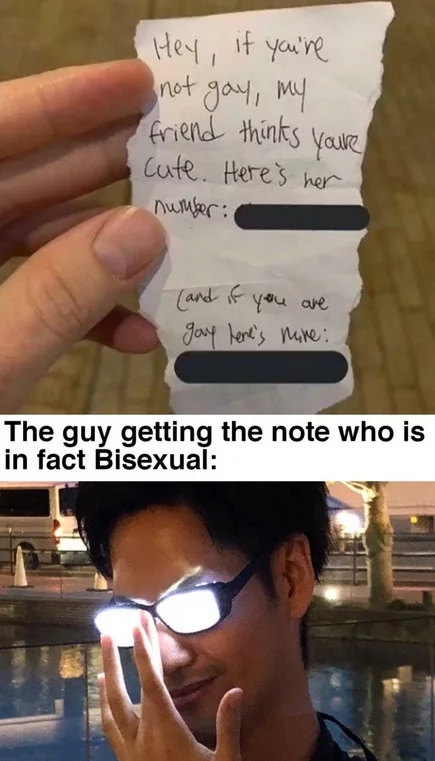 Hey, if you're
not gay, my
friend thinks you're
cute. Here's her
number:
(and if you are
gay here's mine:
The guy getting the note who is
in fact Bisexual: